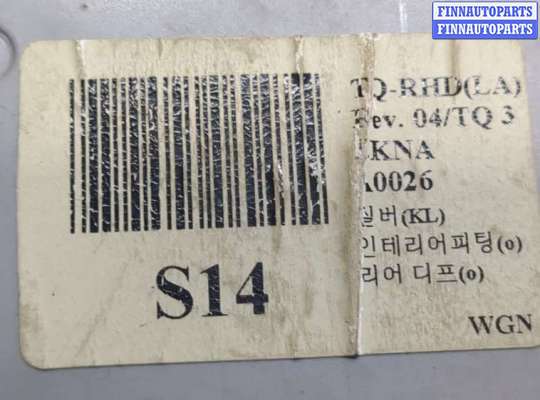 FINNAUTOPARTS
FINNAUTOPARTS
TQ-RHD(LA)
Rev. 04/TQ 3
KNA
A0026
실버(KL)
인테리어피팅(o)
리어 디프(o)
S14
WGN